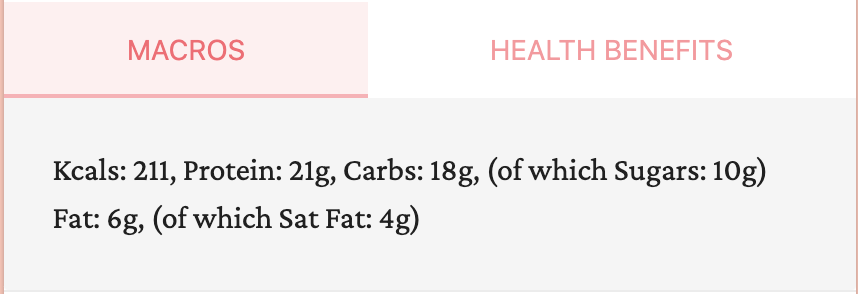 MACROS
HEALTH BENEFITS
Kcals: 211, Protein: 21g, Carbs: 18g, (of which Sugars: 10g)
Fat: 6g, (of which Sat Fat: 4g)